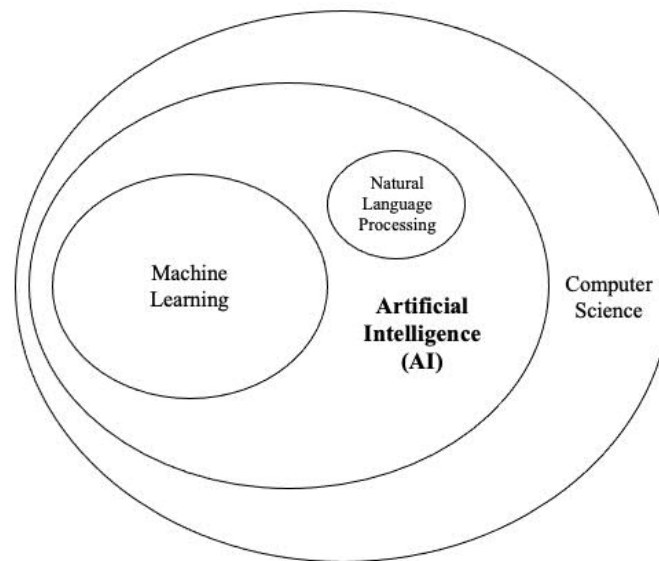 Natural
Language
Processing
Machine
Learning
Artificial
Intelligence
(AI)
Computer
Science